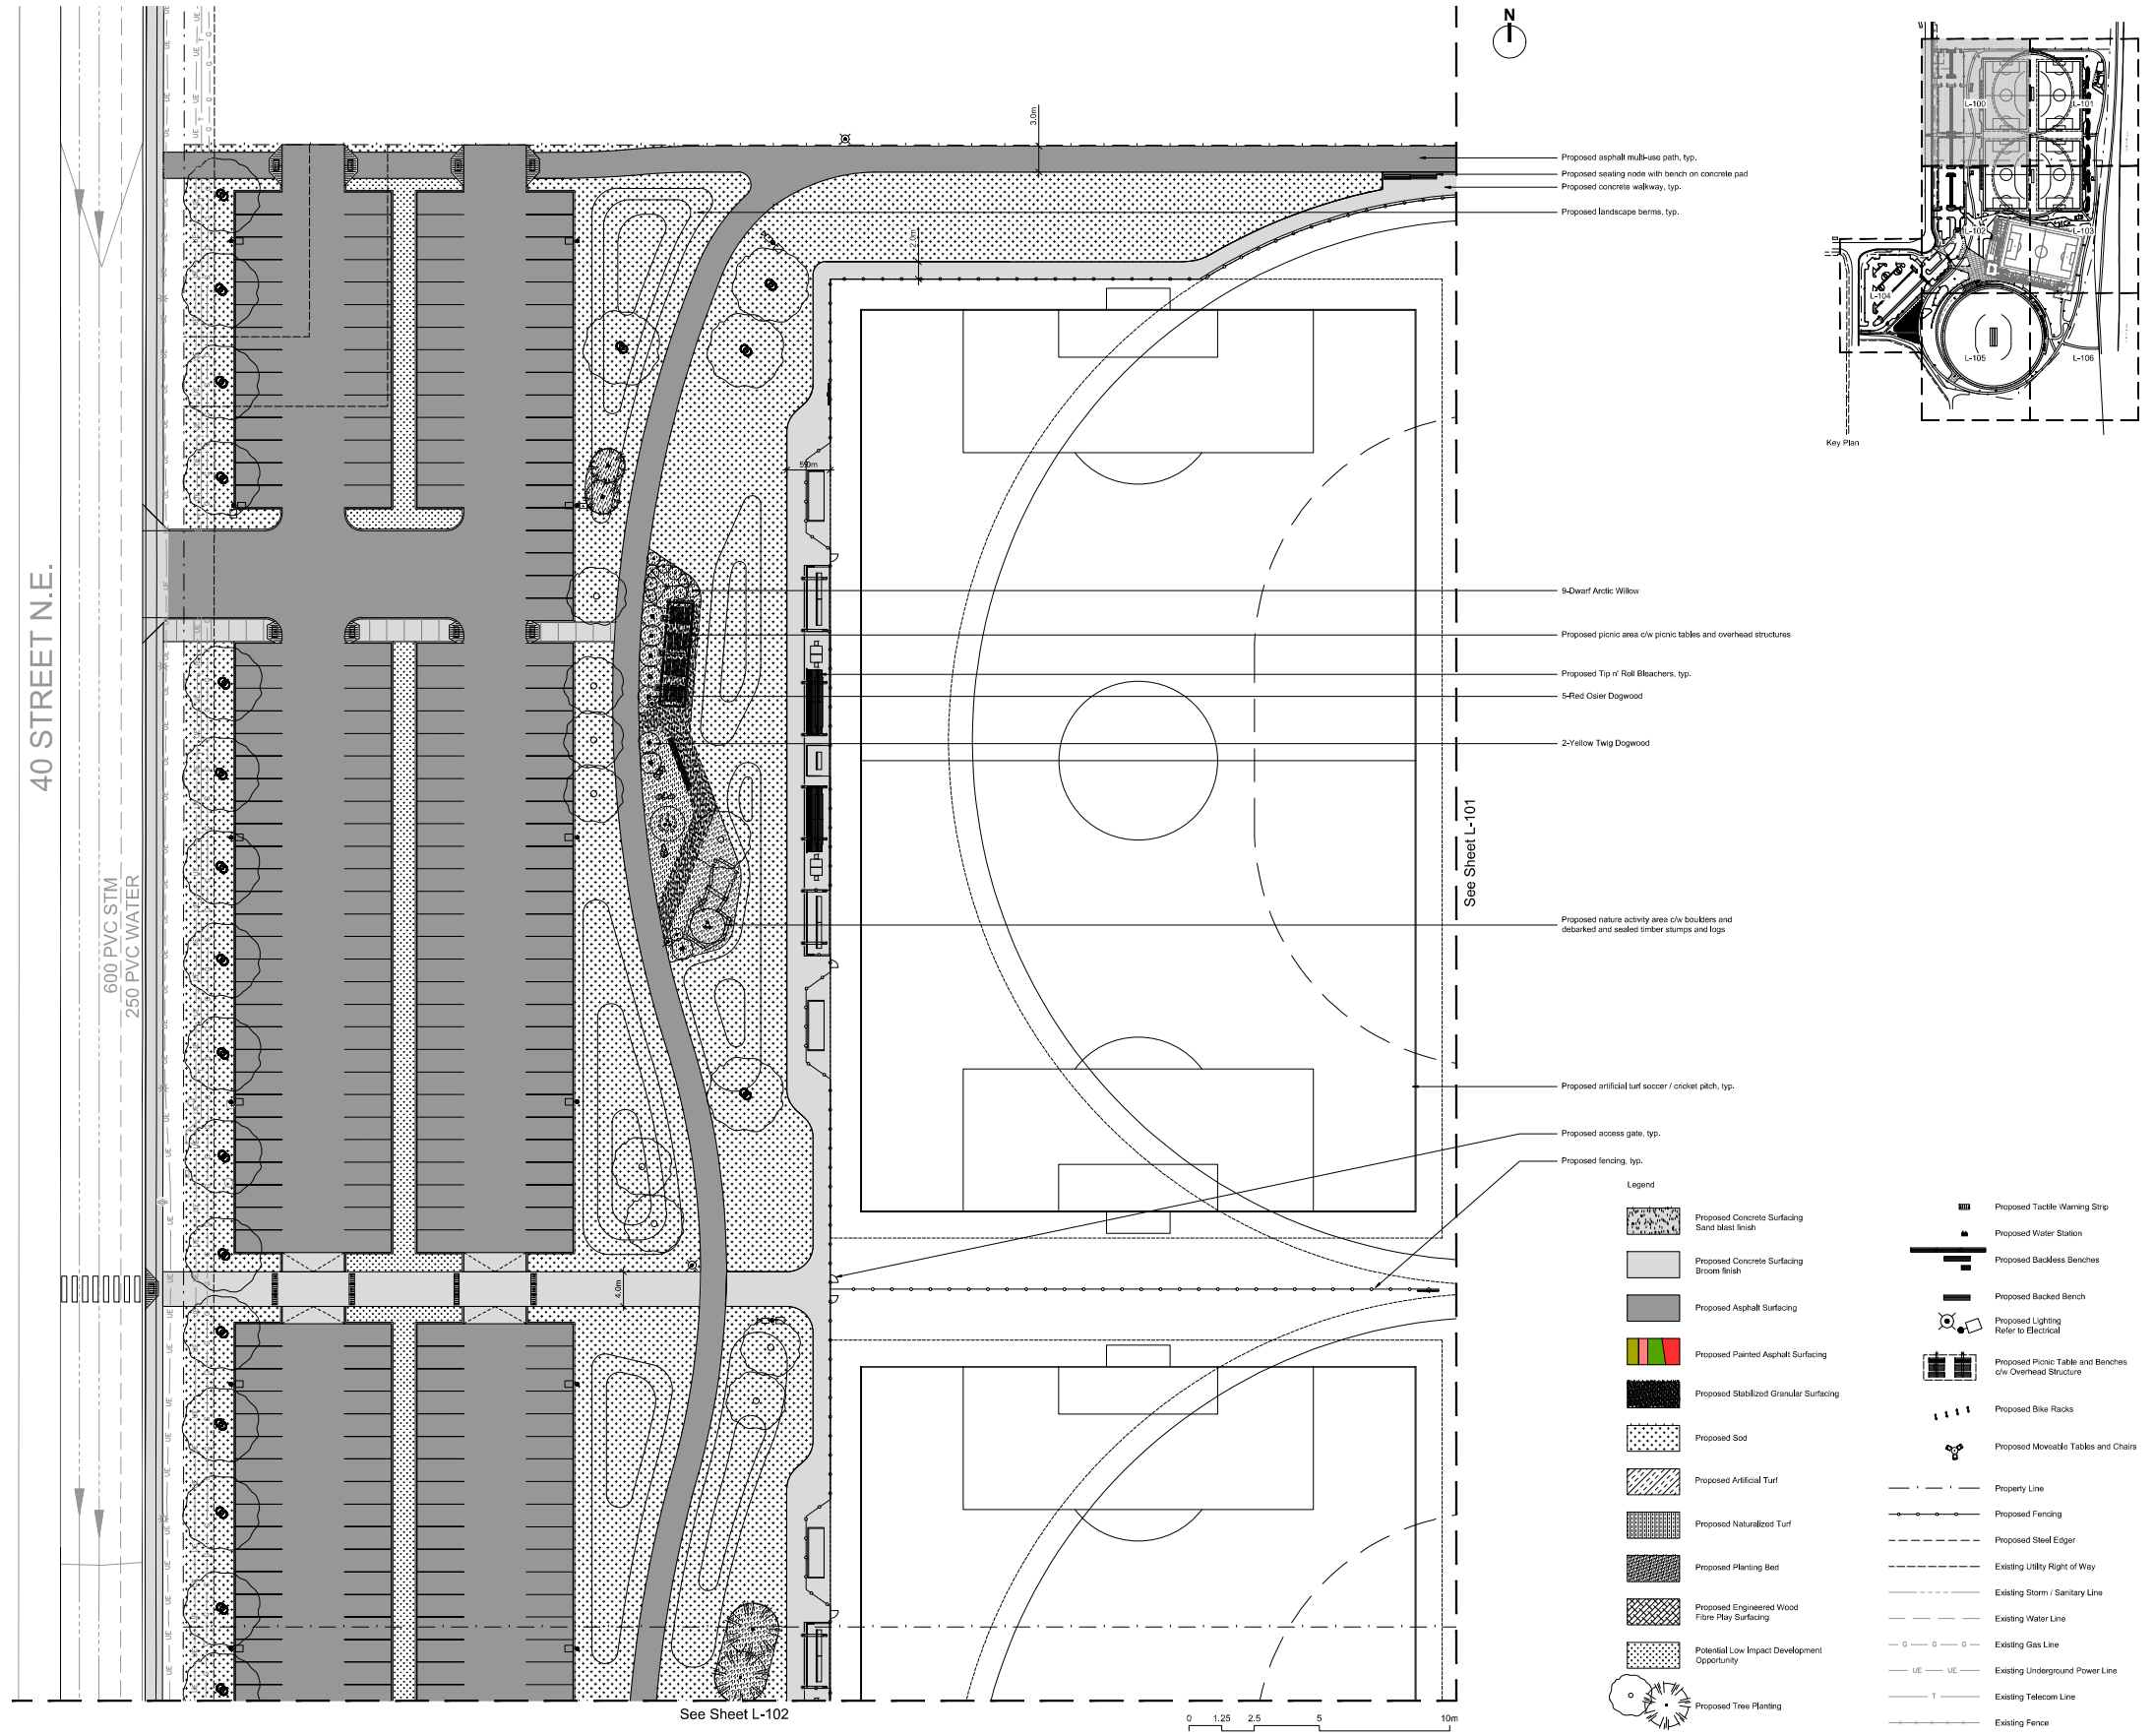 N
3.0m
Proposed asphalt multi-use path, typ.
Proposed seating node with bench on concrete pad
Proposed concrete walkway, typ.
Proposed landscape berms, typ.
2.0m
5.0m
9-Dwarf Arctic Willow
Proposed picnic area c/w picnic tables and overhead structures
Proposed Tip n' Roll Bleachers, typ.
5-Red Osier Dogwood
2-Yellow Twig Dogwood
Proposed nature activity area c/w boulders and
debarked and sealed timber stumps and logs
Proposed artificial turf soccer / cricket pitch, typ.
Proposed access gate, typ.
Proposed fencing, typ.
4.0m
40 STREET N.E.
600 PVC STM
250 PVC WATER
See Sheet L-101
See Sheet L-102
L-100
L-101
L-102
L-103
L-104
L-105
L-106
Key Plan
Legend
Proposed Concrete Surfacing
Sand blast finish
Proposed Concrete Surfacing
Broom finish
Proposed Asphalt Surfacing
Proposed Painted Asphalt Surfacing
Proposed Stabilized Granular Surfacing
Proposed Sod
Proposed Artificial Turf
Proposed Naturalized Turf
Proposed Planting Bed
Proposed Engineered Wood
Fibre Play Surfacing
Potential Low Impact Development
Opportunity
Proposed Tree Planting
Proposed Tactile Warning Strip
Proposed Water Station
Proposed Backless Benches
Proposed Backed Bench
Proposed Lighting
Refer to Electrical
Proposed Picnic Table and Benches
c/w Overhead Structure
Proposed Bike Racks
Proposed Moveable Tables and Chairs
Property Line
Proposed Fencing
Proposed Steel Edger
Existing Utility Right of Way
Existing Storm / Sanitary Line
Existing Water Line
G G G Existing Gas Line
UE UE Existing Underground Power Line
T Existing Telecom Line
Existing Fence
0 1.25 2.5 5 10m